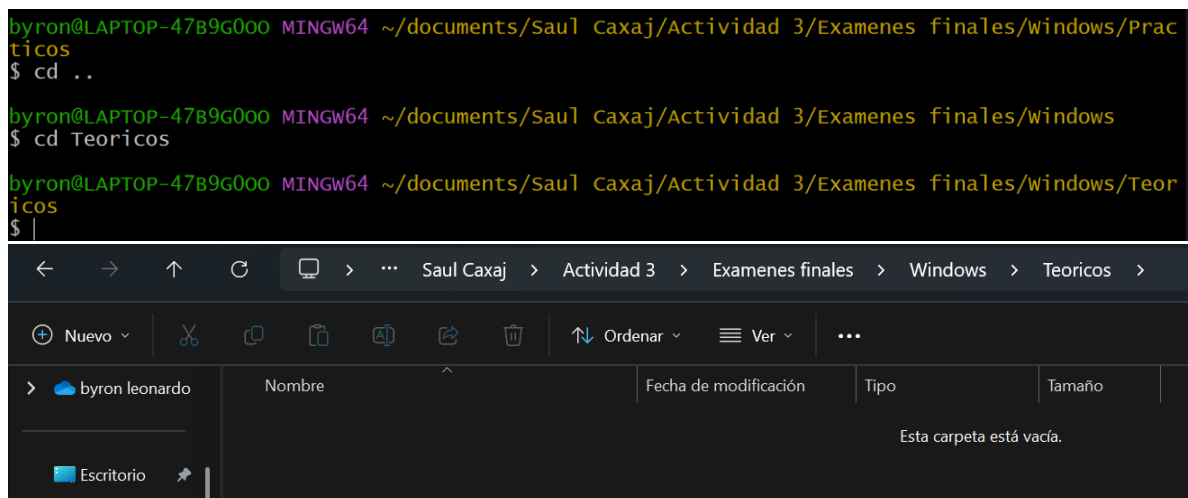 byron@LAPTOP-47B9G0OO MINGW64 ~/documents/Saul Caxaj/Actividad 3/Examenes finales/Windows/Prac
ticos
$ cd ..
byron@LAPTOP-47B9G0OO MINGW64 ~/documents/Saul Caxaj/Actividad 3/Examenes finales/Windows
$ cd Teoricos
byron@LAPTOP-47B9G0OO MINGW64 ~/documents/Saul Caxaj/Actividad 3/Examenes finales/Windows/Teor
icos
$
> ... Saul Caxaj > Actividad 3 > Examenes finales > Windows > Teoricos >
Nuevo Ordenar Ver ...
byron leonardo Nombre Fecha de modificación Tipo Tamaño
Esta carpeta está vacía.
Escritorio